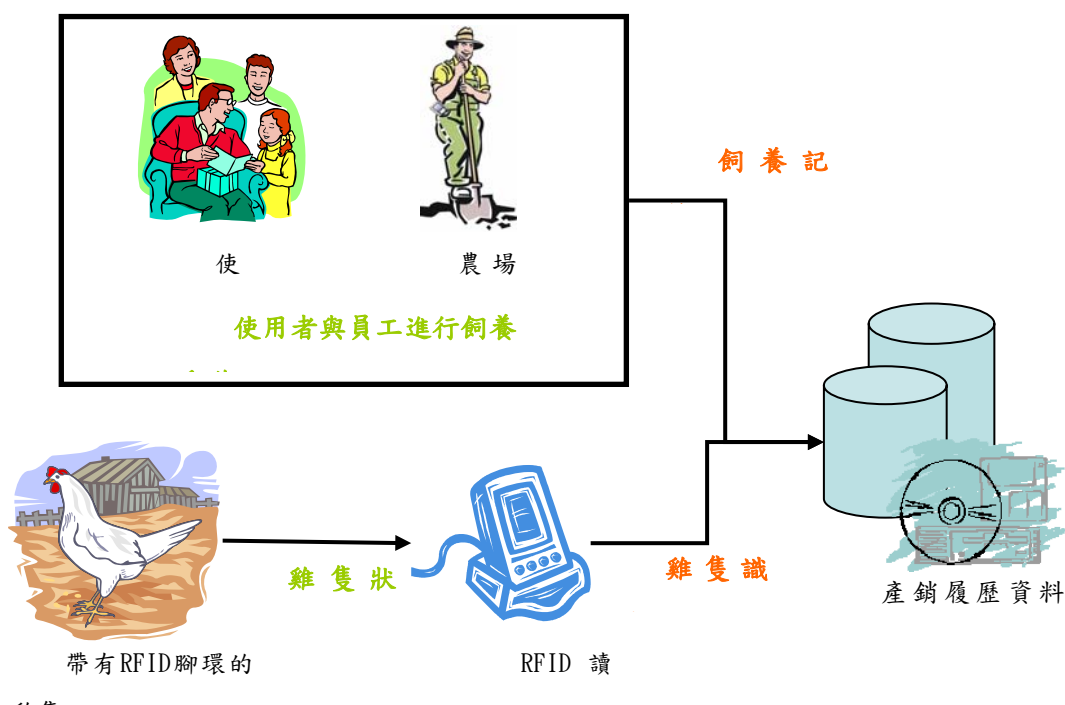 飼養記
使 農場
使用者與員工進行飼養
雞隻狀
雞隻識
產銷履歷資料
帶有RFID腳環的
RFID 讀